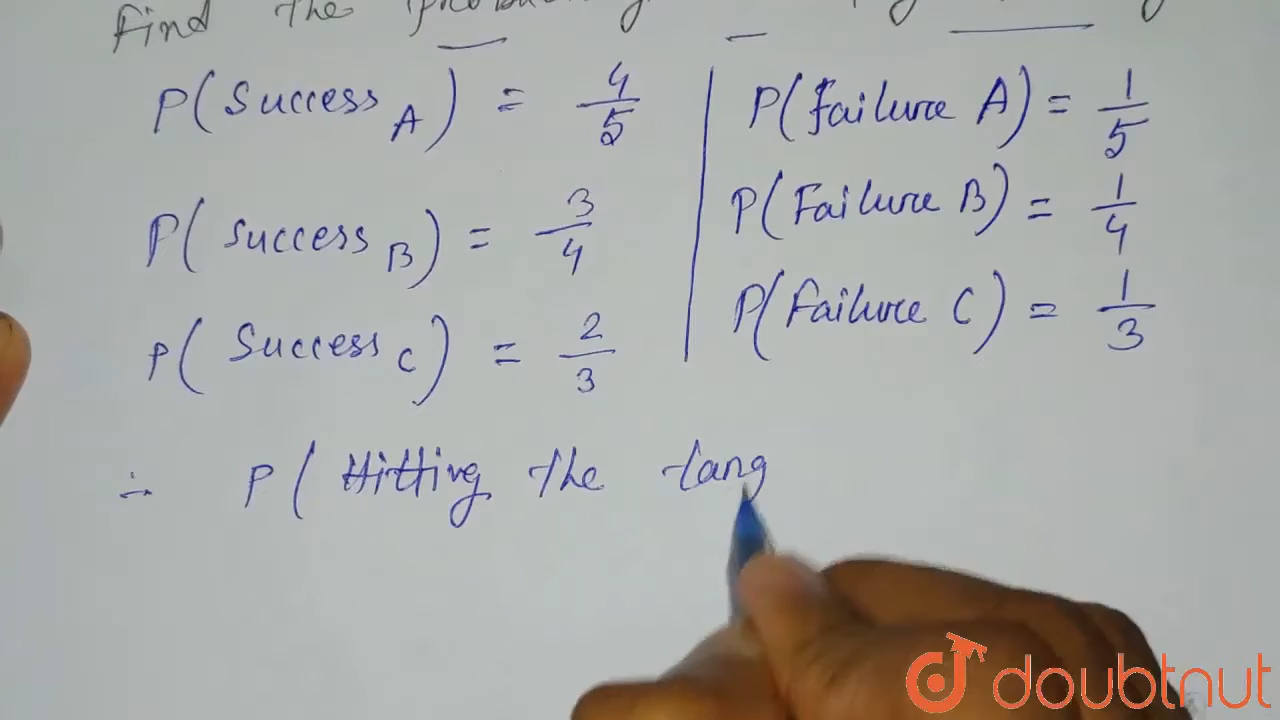 Find the
P(Success A) = 4/5
P(Failure A) = 1/5
P(Success B) = 3/4
P(Failure B) = 1/4
P(Success C) = 2/3
P(Failure C) = 1/3
∴ P(Hitting the targ
doubtnut